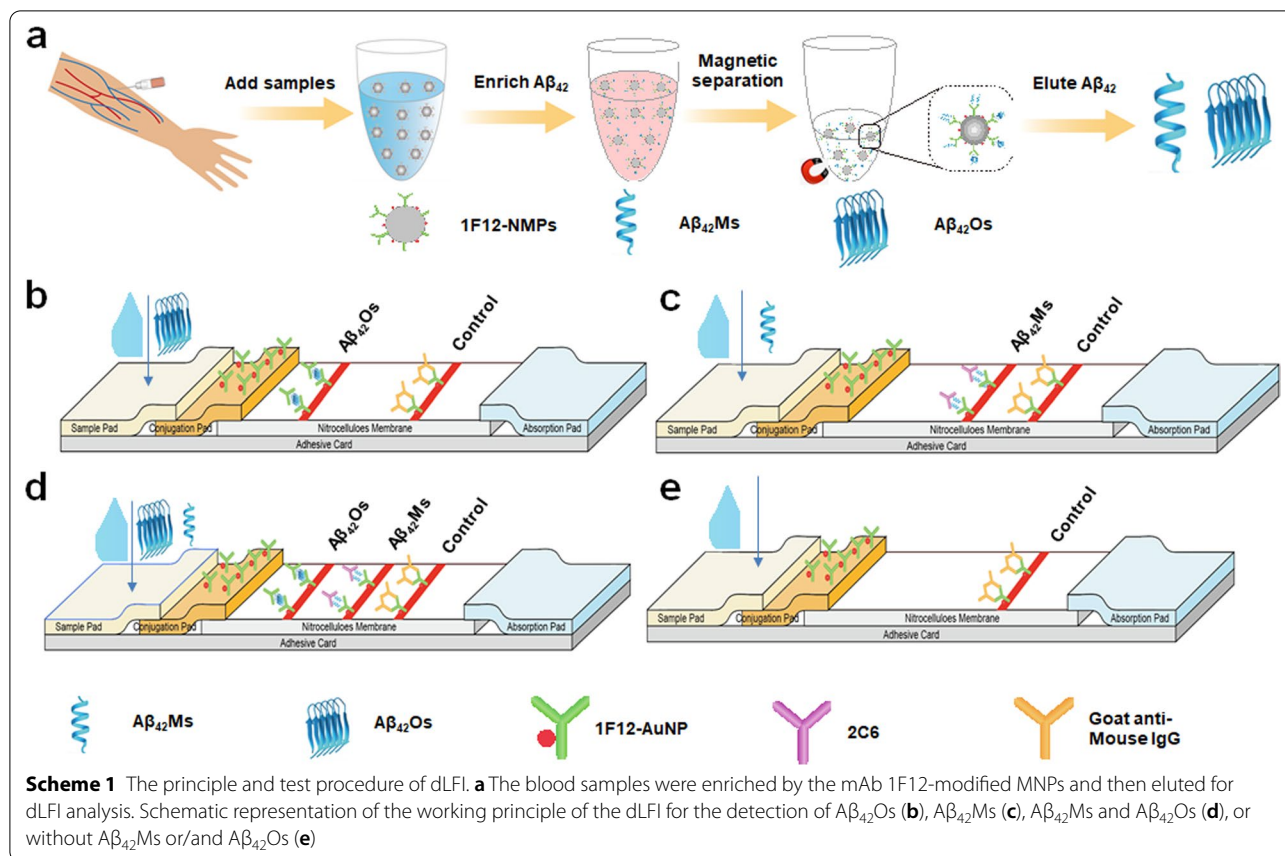 a
Add samples
Enrich Aβ42
Magnetic
separation
Elute Aβ42
1F12-NMPs
Aβ42Ms
Aβ42Os
b
Aβ42Os
Control
Sample Pad
Conjugation Pad
Nitrocelluloes Membrane
Absorption Pad
Adhesive Card
c
Aβ42Ms
Control
Sample Pad
Conjugation Pad
Nitrocelluloes Membrane
Absorption Pad
Adhesive Card
d
Aβ42Os
Aβ42Ms
Control
Sample Pad
Conjugation Pad
Nitrocelluloes Membrane
Absorption Pad
Adhesive Card
e
Control
Sample Pad
Conjugation Pad
Nitrocelluloes Membrane
Absorption Pad
Adhesive Card
Aβ42Ms
Aβ42Os
1F12-AuNP
2C6
Goat anti-
Mouse IgG
Scheme 1 The principle and test procedure of dLFI. a The blood samples were enriched by the mAb 1F12-modified MNPs and then eluted for
dLFI analysis. Schematic representation of the working principle of the dLFI for the detection of Aβ42Os (b), Aβ42Ms (c), Aβ42Ms and Aβ42Os (d), or
without Aβ42Ms or/and Aβ42Os (e)